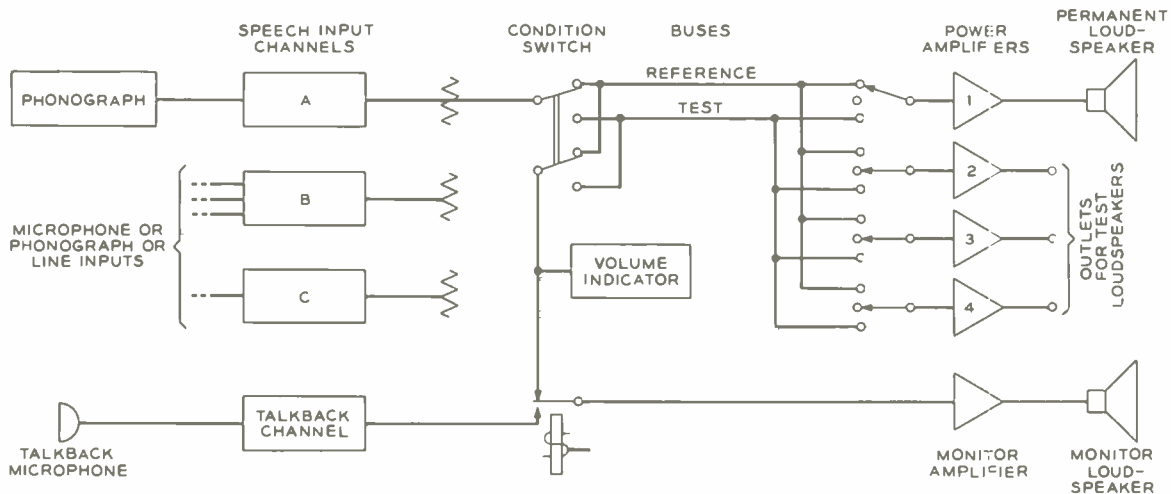 SPEECH INPUT
CHANNELS
CONDITION
SWITCH
BUSES
POWER
AMPLIFIERS
PERMANENT
LOUD-
SPEAKER
PHONOGRAPH
A
REFERENCE
TEST
1
MICROPHONE OR
PHONOGRAPH OR
LINE INPUTS
B
C
VOLUME
INDICATOR
2
3
4
OUTLETS
FOR TEST
LOUDSPEAKERS
TALKBACK
MICROPHONE
TALKBACK
CHANNEL
MONITOR
AMPLIFIER
MONITOR
LOUD-
SPEAKER